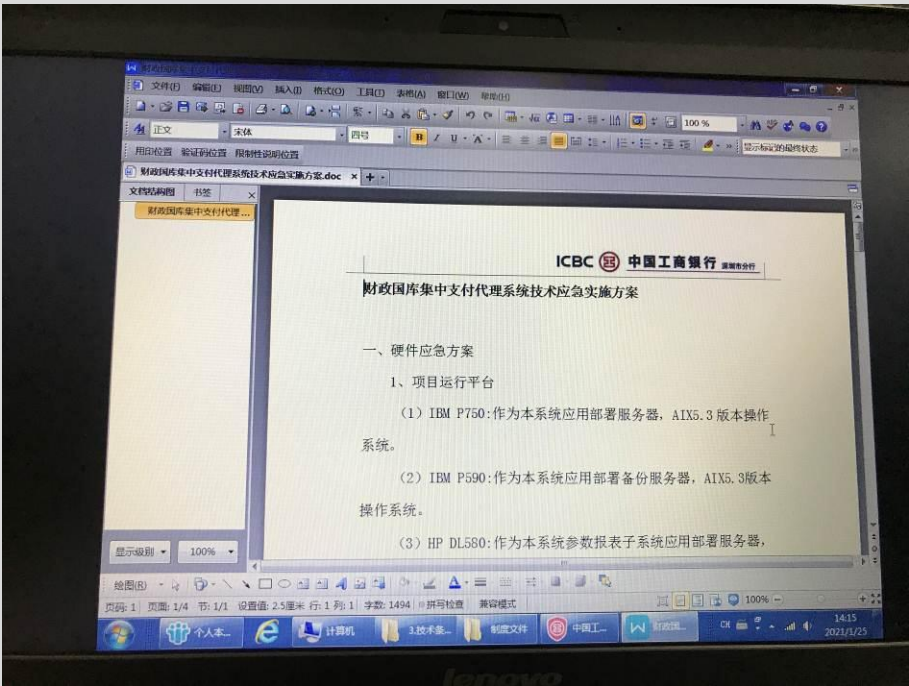 文件(F) 编辑(E) 视图(V) 插入(I) 格式(O) 工具(T) 表格(A) 窗口(W) 帮助(H)
100 %
正文 宋体 四号 B I U A 显示标记的最终状态
用印位置 验证码位置 限制性说明位置
财政国库集中支付代理系统技术应急实施方案.doc
文档结构图 书签
财政国库集中支付代理...
ICBC 中国工商银行 深圳市分行
财政国库集中支付代理系统技术应急实施方案
一、硬件应急方案
1、项目运行平台
（1）IBM P750:作为本系统应用部署服务器，AIX5.3版本操作
系统。
（2）IBM P590:作为本系统应用部署备份服务器，AIX5.3版本
操作系统。
（3）HP DL580:作为本系统参数报表子系统应用部署服务器，
显示级别 100%
绘图(R)
页码: 1 页面: 1/4 节: 1/1 设置值: 2.5厘米 行: 1 列: 1 字数: 1494 拼写检查 兼容模式 100%
个人本... 计算机 3.技术条... 制度文件 中国工... 财政国... CH 14:15
2021/1/25
lenovo